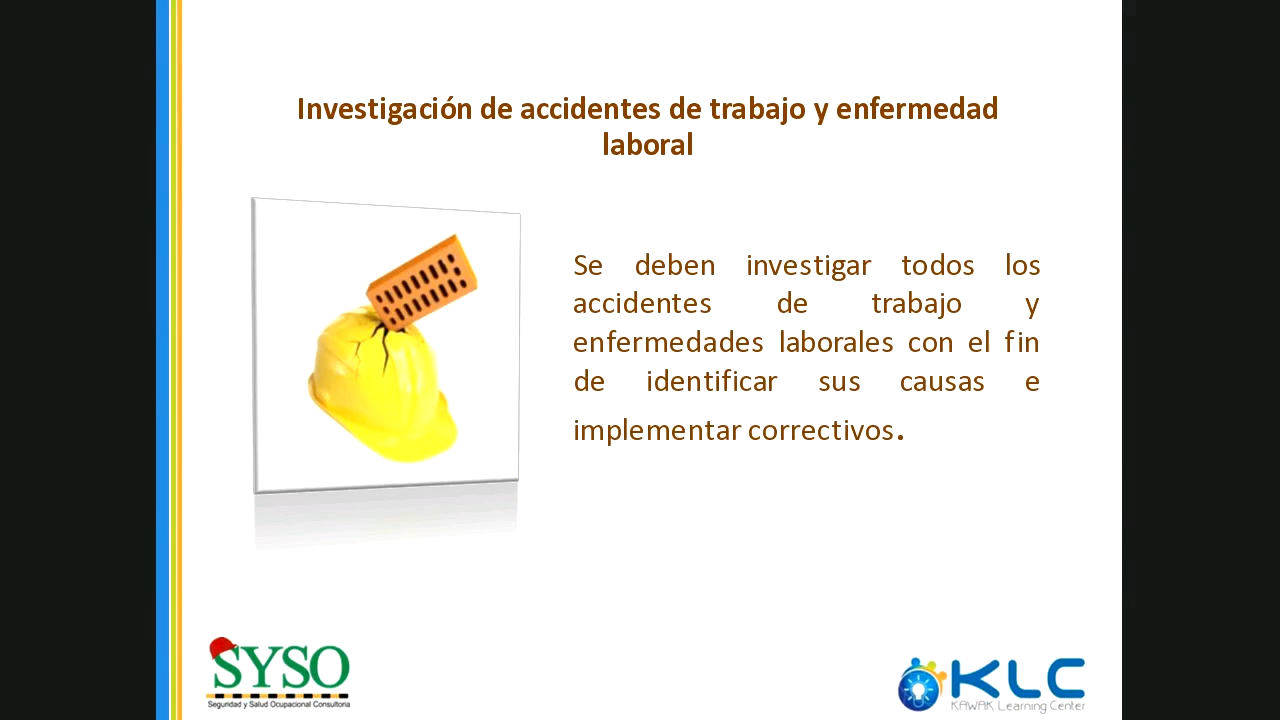 Investigación de accidentes de trabajo y enfermedad
laboral
Se deben investigar todos los
accidentes de trabajo y
enfermedades laborales con el fin
de identificar sus causas e
implementar correctivos.
SYSO
Seguridad y Salud Ocupacional Consultoria
KLC
KAWAK Learning Center